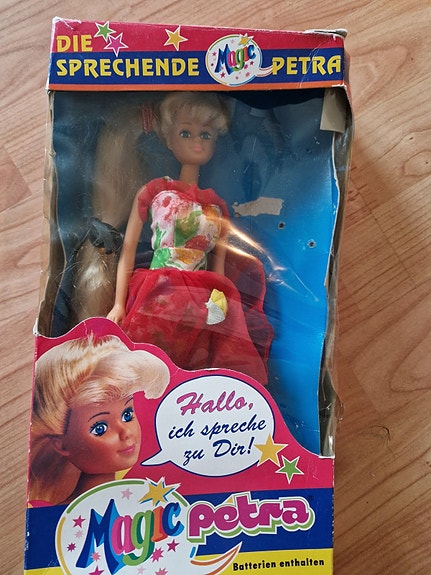 DIE
SPRECHENDE Magic PETRA
Hallo,
ich spreche
zu Dir!
Magic petra
Batterien enthalten